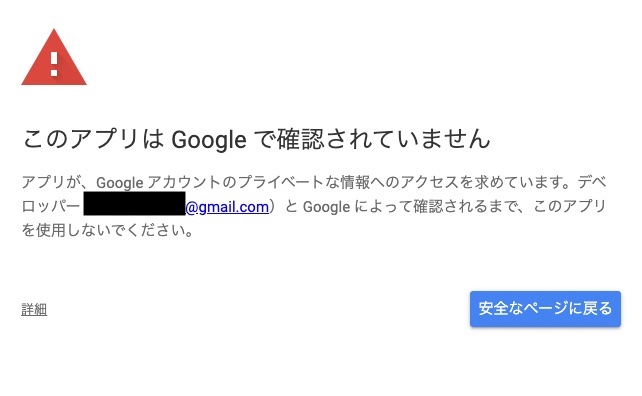 このアプリは Google で確認されていません
アプリが、Google アカウントのプライベートな情報へのアクセスを求めています。デベ
ロッパー @gmail.com）と Google によって確認されるまで、このアプリ
を使用しないでください。
詳細
安全なページに戻る